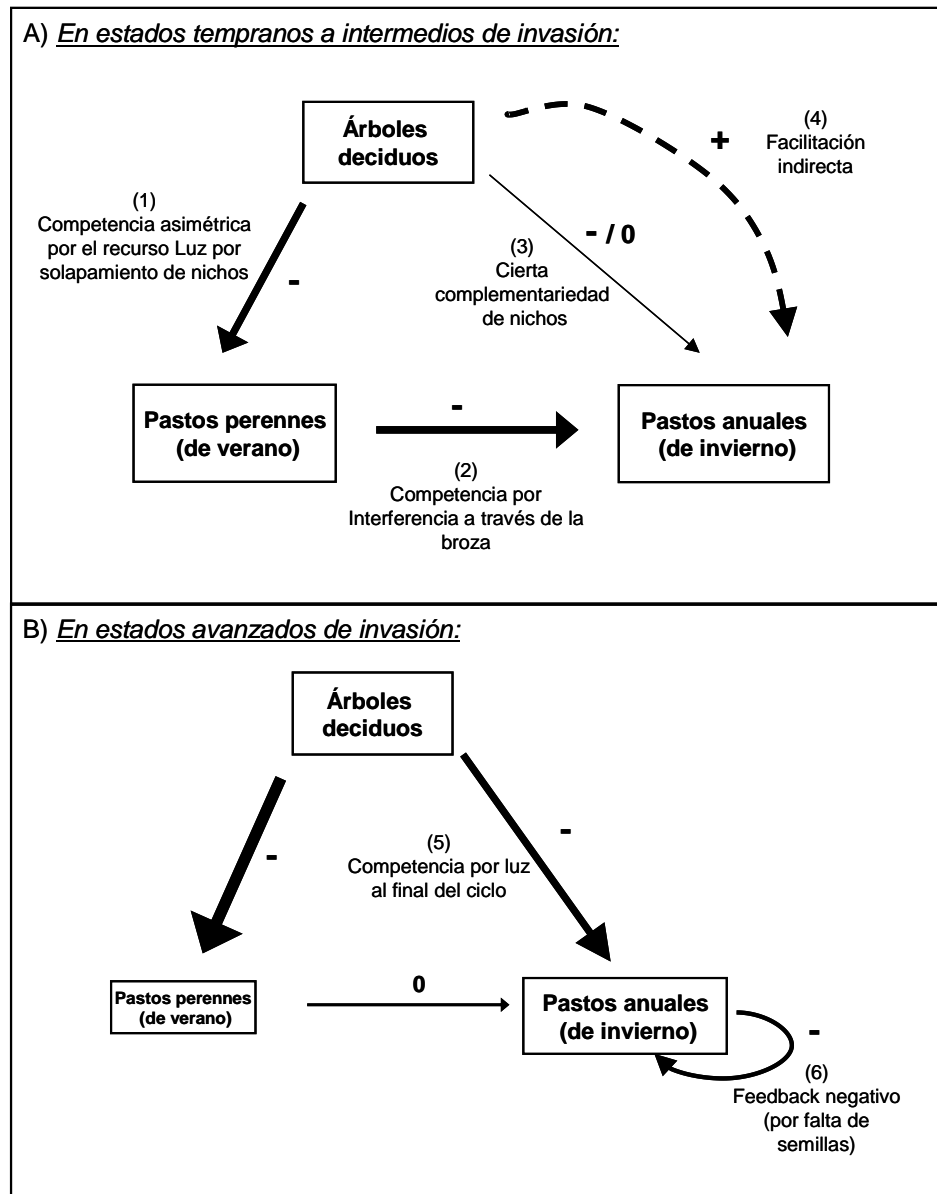 A) En estados tempranos a intermedios de invasión:
Árboles
deciduos
(4)
Facilitación
indirecta
+
(1)
Competencia asimétrica
por el recurso Luz por
solapamiento de nichos
-
- / 0
(3)
Cierta
complementariedad
de nichos
Pastos perennes
(de verano)
-
(2)
Competencia por
Interferencia a través de la
broza
Pastos anuales
(de invierno)
B) En estados avanzados de invasión:
Árboles
deciduos
-
(5)
Competencia por luz
al final del ciclo
-
Pastos perennes
(de verano)
0
Pastos anuales
(de invierno)
-
(6)
Feedback negativo
(por falta de
semillas)